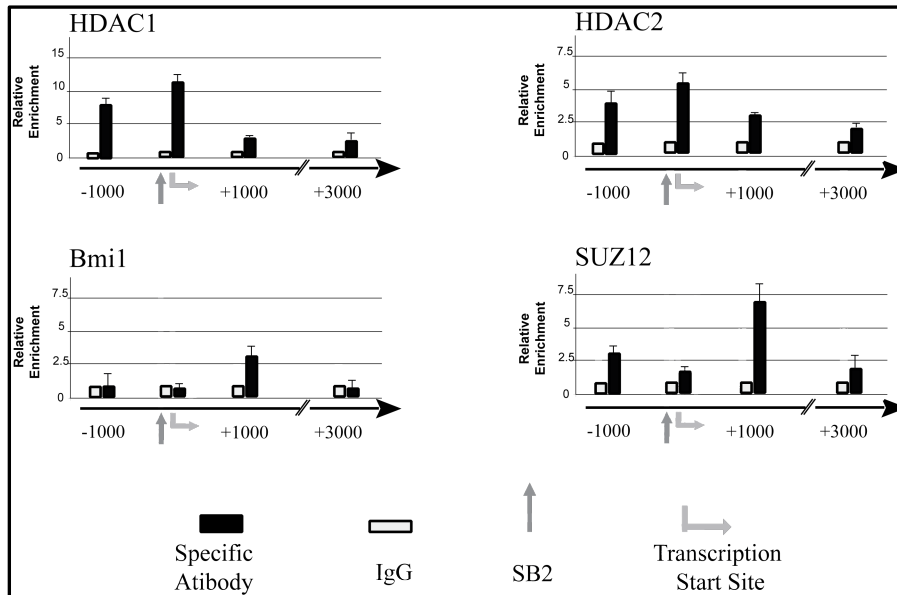 HDAC1
15
10
5
0
Relative
Enrichment
-1000
+1000
+3000
HDAC2
7.5
5
2.5
0
Relative
Enrichment
-1000
+1000
+3000
Bmi1
7.5
5
2.5
0
Relative
Enrichment
-1000
+1000
+3000
SUZ12
7.5
5
2.5
0
Relative
Enrichment
-1000
+1000
+3000
Specific
Atibody
IgG
SB2
Transcription
Start Site